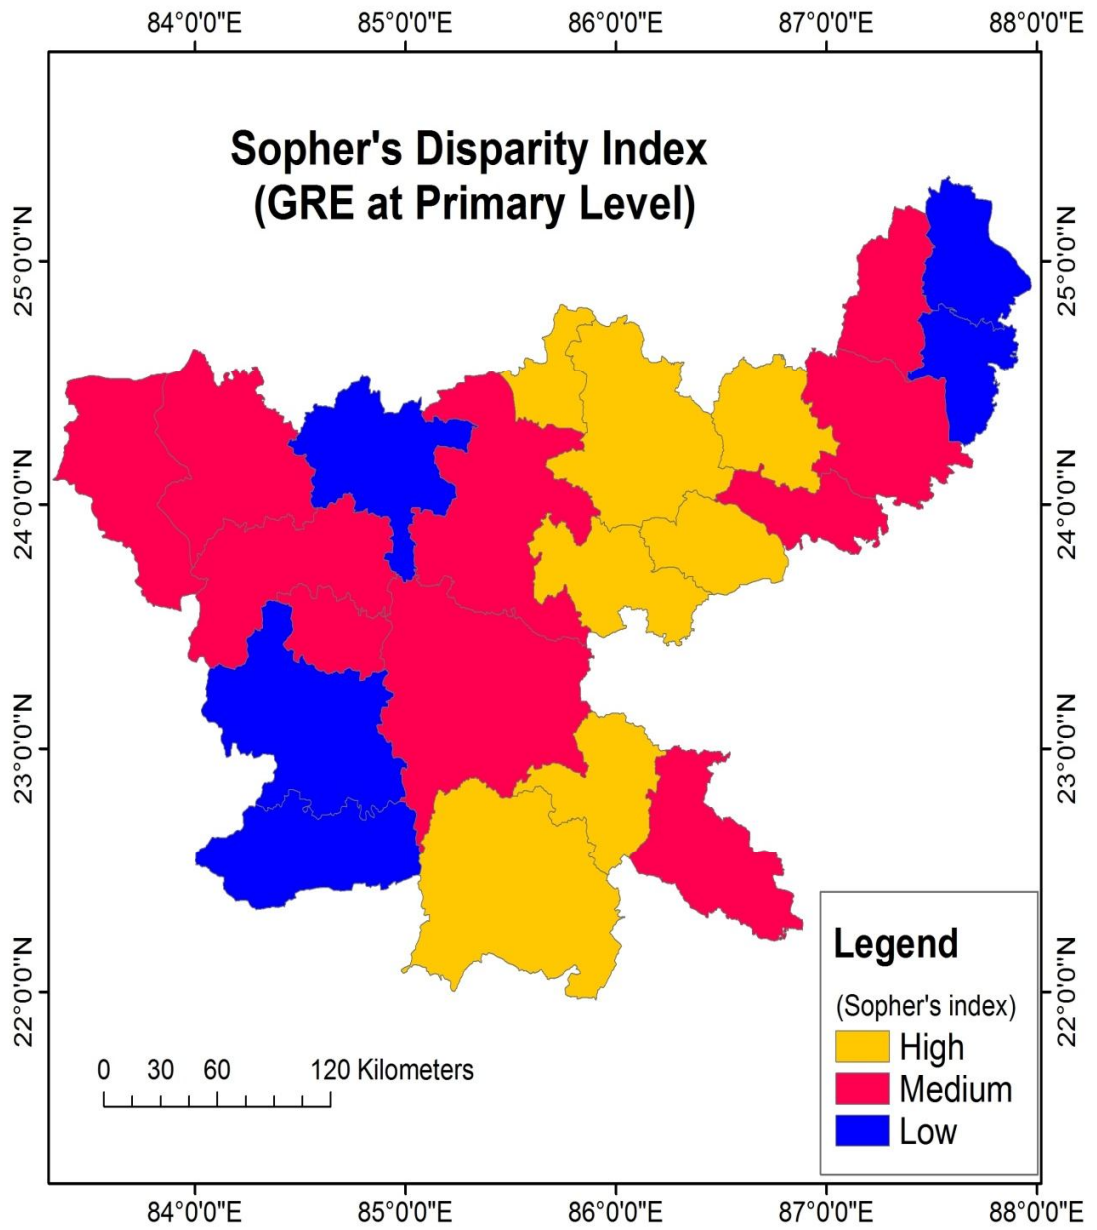 84°0'0"E 85°0'0"E 86°0'0"E 87°0'0"E 88°0'0"E
Sopher's Disparity Index
(GRE at Primary Level)
25°0'0"N 25°0'0"N
24°0'0"N 24°0'0"N
23°0'0"N 23°0'0"N
22°0'0"N 22°0'0"N
Legend
(Sopher's index)
High
Medium
Low
0 30 60 120 Kilometers
84°0'0"E 85°0'0"E 86°0'0"E 87°0'0"E 88°0'0"E